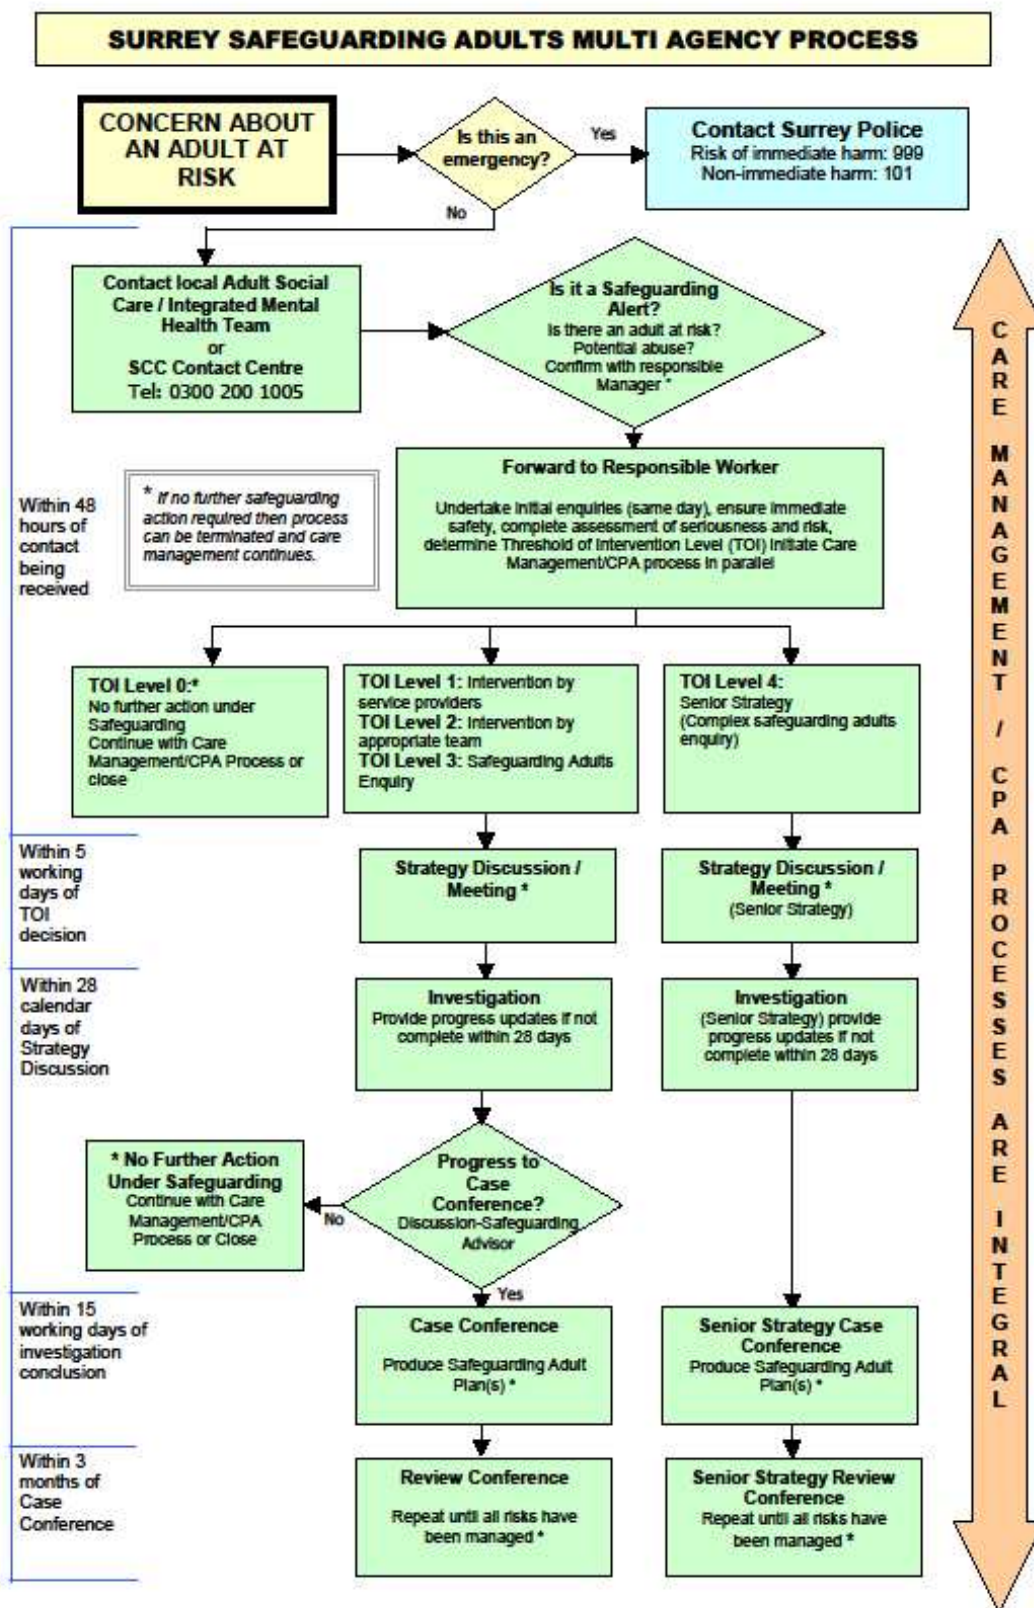 SURREY SAFEGUARDING ADULTS MULTI AGENCY PROCESS
CONCERN ABOUT
AN ADULT AT
RISK
Is this an
emergency?
Yes
Contact Surrey Police
Risk of immediate harm: 999
Non-immediate harm: 101
No
Contact local Adult Social
Care / Integrated Mental
Health Team
or
SCC Contact Centre
Tel: 0300 200 1005
Is it a Safeguarding
Alert?
Is there an adult at risk?
Potential abuse?
Confirm with responsible
Manager *
Within 48
hours of
contact
being
received
* If no further safeguarding
action required then process
can be terminated and care
management continues.
Forward to Responsible Worker
Undertake initial enquiries (same day), ensure immediate
safety, complete assessment of seriousness and risk,
determine Threshold of Intervention Level (TOI) Initiate Care
Management/CPA process in parallel
TOI Level 0:*
No further action under
Safeguarding
Continue with Care
Management/CPA Process or
close
TOI Level 1: Intervention by
service providers
TOI Level 2: Intervention by
appropriate team
TOI Level 3: Safeguarding Adults
Enquiry
TOI Level 4:
Senior Strategy
(Complex safeguarding adults
enquiry)
Within 5
working
days of
TOI
decision
Strategy Discussion /
Meeting *
Strategy Discussion /
Meeting *
(Senior Strategy)
Within 28
calendar
days of
Strategy
Discussion
Investigation
Provide progress updates if not
complete within 28 days
Investigation
(Senior Strategy) provide
progress updates if not
complete within 28 days
* No Further Action
Under Safeguarding
Continue with Care
Management/CPA
Process or Close
No
Progress to
Case
Conference?
Discussion-Safeguarding
Advisor
Yes
Within 15
working days of
investigation
conclusion
Case Conference
Produce Safeguarding Adult
Plan(s) *
Senior Strategy Case
Conference
Produce Safeguarding Adult
Plan(s) *
Within 3
months of
Case
Conference
Review Conference
Repeat until all risks have
been managed *
Senior Strategy Review
Conference
Repeat until all risks have
been managed *
CARE MANAGEMENT / CPA PROCESSES ARE INTEGRAL